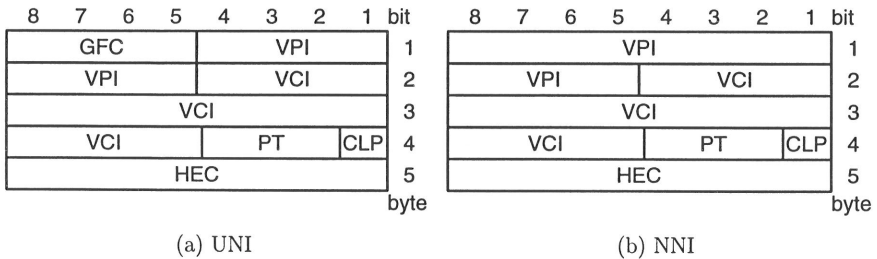 8 7 6 5 4 3 2 1 bit
GFC VPI 1
VPI VCI 2
VCI 3
VCI PT CLP 4
HEC 5
byte
(a) UNI
8 7 6 5 4 3 2 1 bit
VPI 1
VPI VCI 2
VCI 3
VCI PT CLP 4
HEC 5
byte
(b) NNI